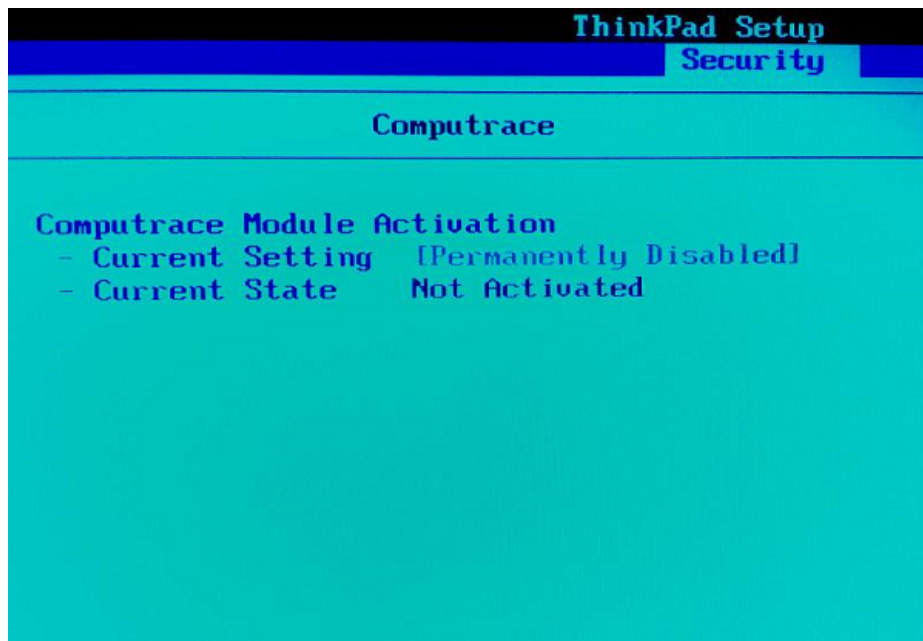 ThinkPad Setup
Security
Computrace
Computrace Module Activation
- Current Setting [Permanently Disabled]
- Current State Not Activated